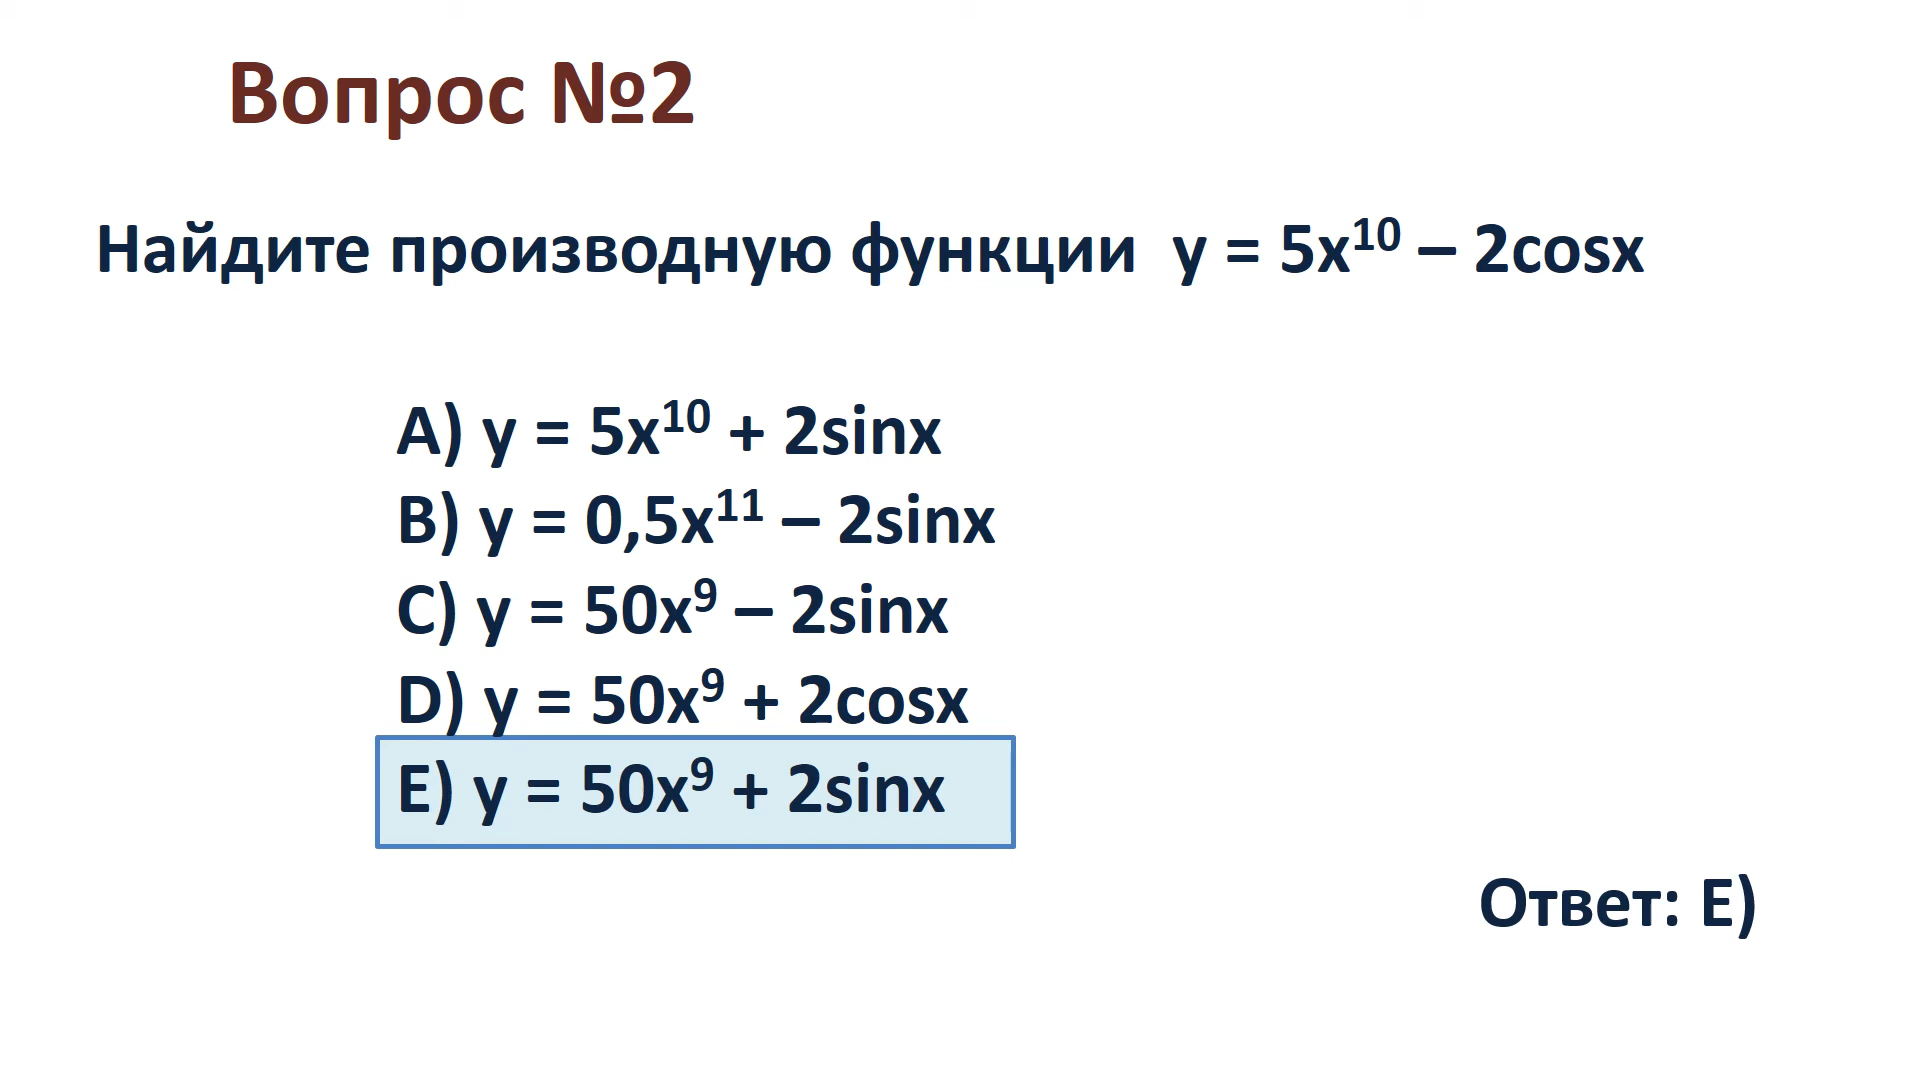 Вопрос №2
Найдите производную функции y = 5x¹⁰ – 2cosx
A) y = 5x¹⁰ + 2sinx
B) y = 0,5x¹¹ – 2sinx
C) y = 50x⁹ – 2sinx
D) y = 50x⁹ + 2cosx
E) y = 50x⁹ + 2sinx
Ответ: E)